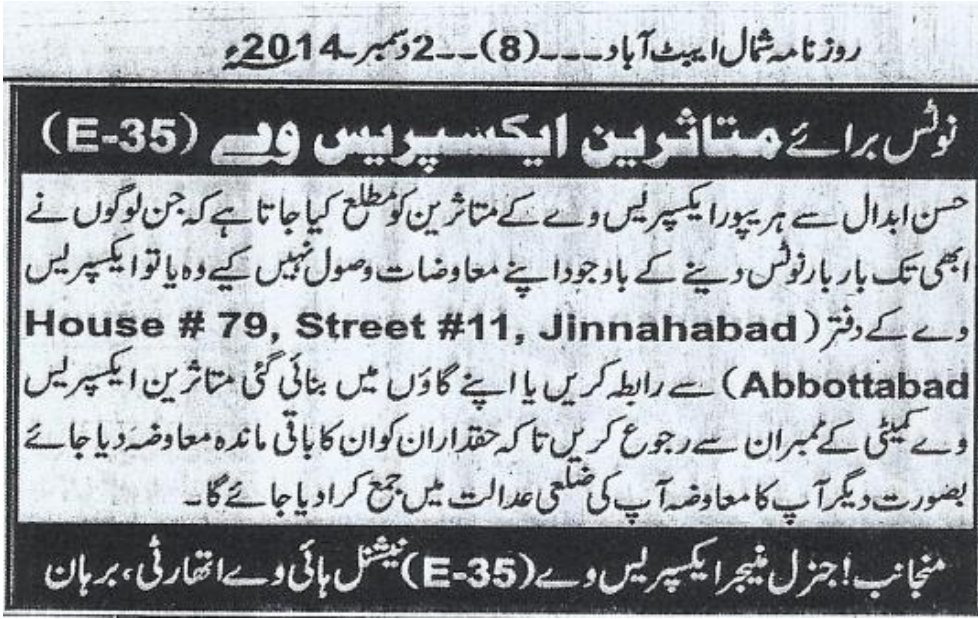 روزنامہ شمال ایبٹ آباد۔۔۔(8)۔۔2دسمبر۔2014ء
نوٹس برائے متاثرین ایکسپریس وے (E-35)
حسن ابدال سے ہریپور ایکسپریس وے کے متاثرین کو مطلع کیا جاتا ہے کہ جن لوگوں نے
ابھی تک بار بار نوٹس دینے کے باوجود اپنے معاوضات وصول نہیں کیے وہ یا تو ایکسپریس
وے کے دفتر (House # 79, Street #11, Jinnahabad
Abbottabad) سے رابطہ کریں یا اپنے گاؤں میں بنائی گئی متاثرین ایکسپریس
وے کمیٹی کے ممبران سے رجوع کریں تاکہ حقداران کو ان کا باقی ماندہ معاوضہ دیا جائے
بصورت دیگر آپ کا معاوضہ آپ کی ضلعی عدالت میں جمع کرا دیا جائے گا۔
منجانب! جنرل منیجر ایکسپریس وے (E-35) نیشنل ہائی وے اتھارٹی، برہان